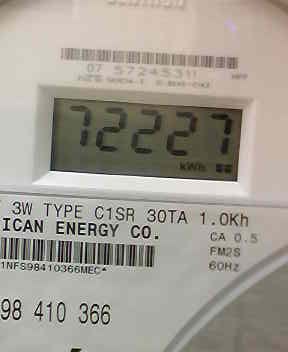 07 57245311
72227
kWh
3W TYPE C1SR 30TA 1.0Kh
ICAN ENERGY CO.
CA 0.5
FM2S
1NFS98410366MEC*
60Hz
98 410 366